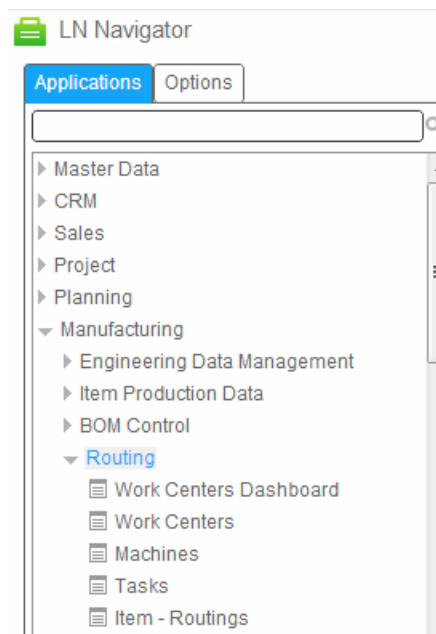 LN Navigator
Applications Options
Master Data
CRM
Sales
Project
Planning
Manufacturing
Engineering Data Management
Item Production Data
BOM Control
Routing
Work Centers Dashboard
Work Centers
Machines
Tasks
Item - Routings